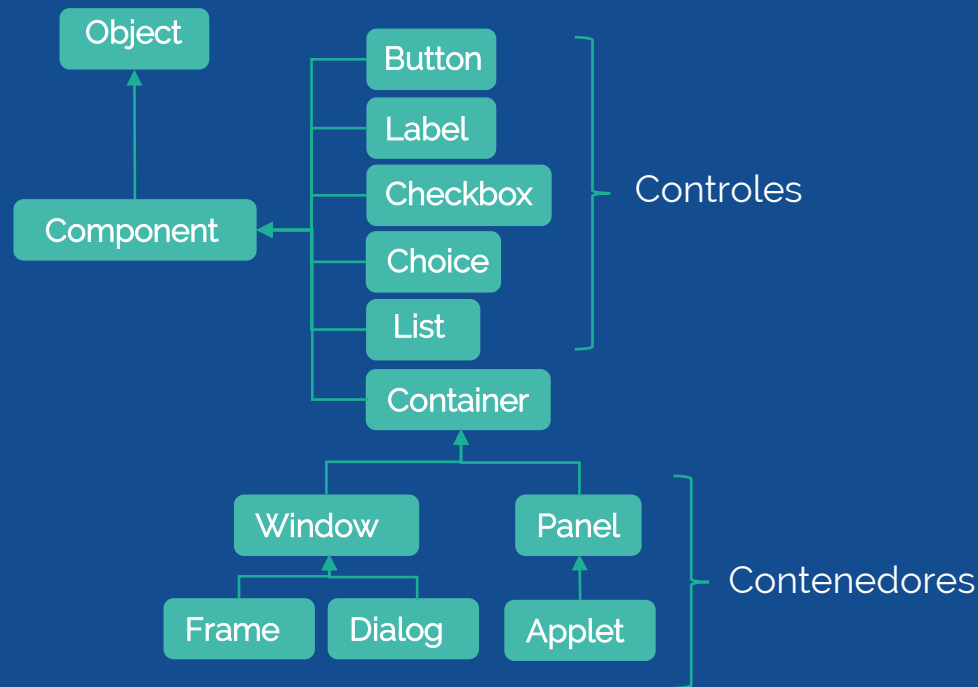 Object
Button
Label
Checkbox
Controles
Component
Choice
List
Container
Window
Panel
Contenedores
Frame
Dialog
Applet